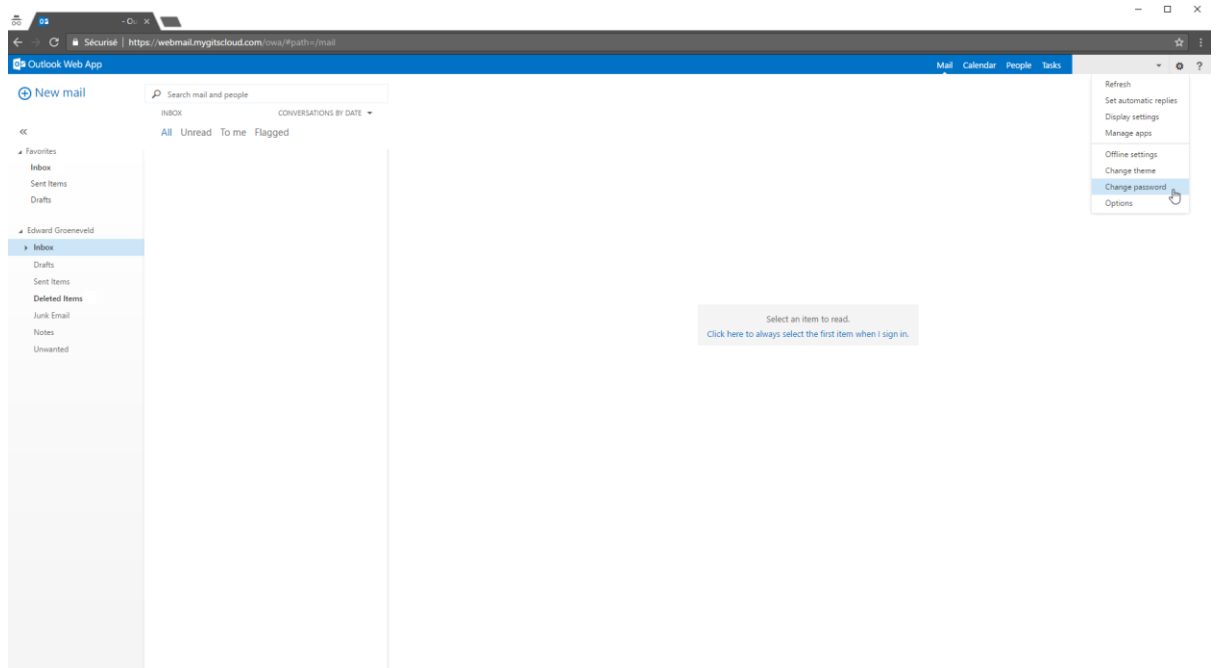 - Ou
Sécurisé | https://webmail.mygitscloud.com/owa/#path=/mail
Outlook Web App
Mail Calendar People Tasks
?
New mail
Search mail and people
INBOX CONVERSATIONS BY DATE
All Unread To me Flagged
Favorites
Inbox
Sent Items
Drafts
Edward Groeneveld
Inbox
Drafts
Sent Items
Deleted Items
Junk Email
Notes
Unwanted
Select an item to read.
Click here to always select the first item when I sign in.
Refresh
Set automatic replies
Display settings
Manage apps
Offline settings
Change theme
Change password
Options